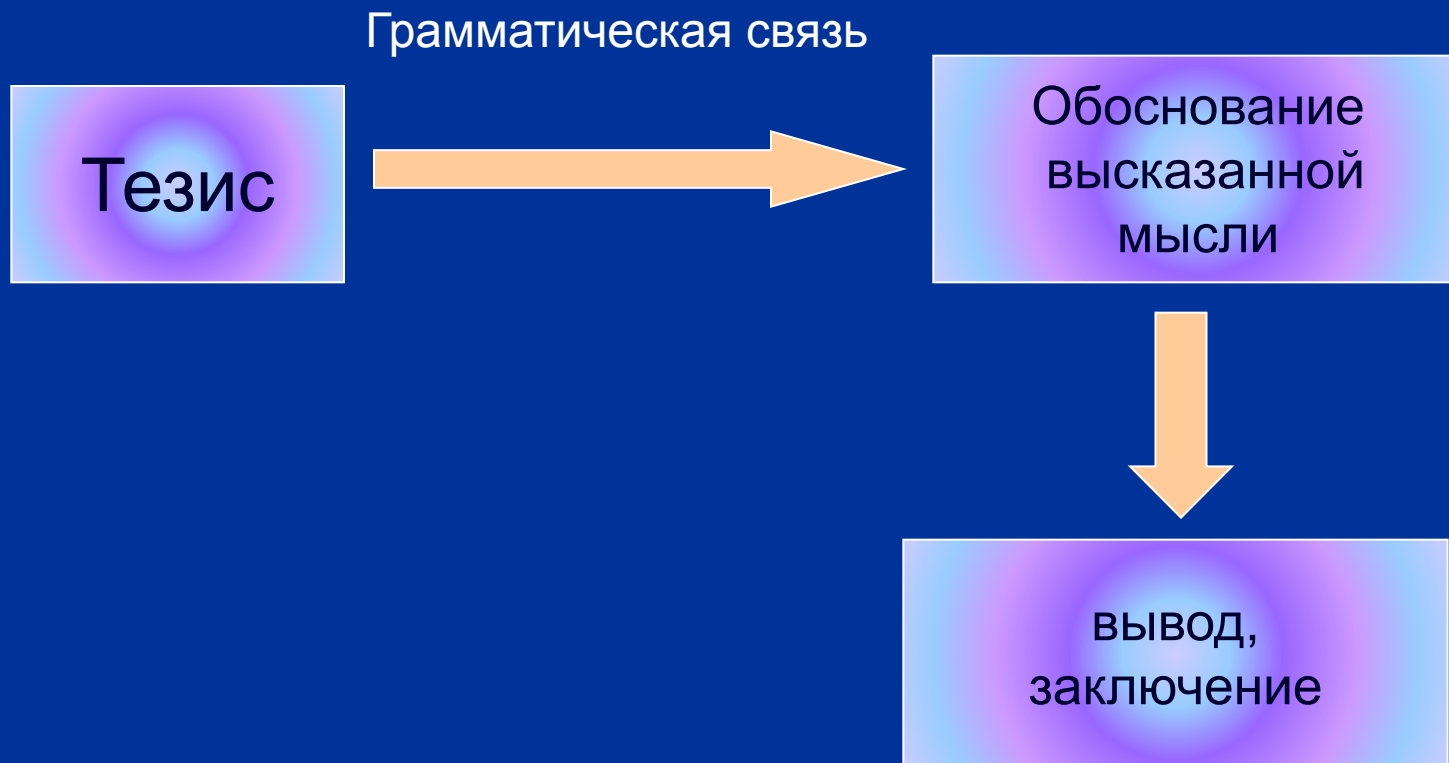 Грамматическая связь
Тезис
Обоснование
высказанной
мысли
вывод,
заключение